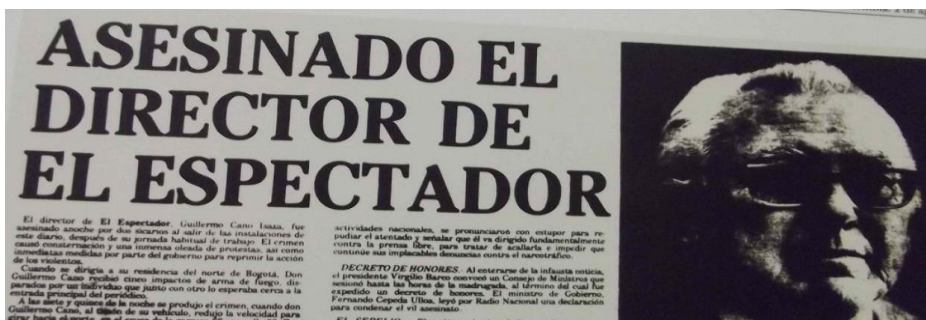 ASESINADO EL
DIRECTOR DE
EL ESPECTADOR
El director de El Espectador, Guillermo Cano Isaza, fue
asesinado anoche por dos sicarios al salir de las instalaciones de
este diario, después de su jornada habitual de trabajo. El crimen
causó consternación y una inmensa oleada de protestas, así como
inmediatas medidas por parte del gobierno para reprimir la acción
de los violentos.
Cuando se dirigía a su residencia del norte de Bogotá, Don
Guillermo Cano recibió cinco impactos de arma de fuego, dis-
parados por un individuo que junto con otro lo esperaba cerca a la
entrada principal del periódico.
A las siete y quince de la noche se produjo el crimen, cuando don
Guillermo Cano, al timón de su vehículo, redujo la velocidad para
girar hacia el norte, en el
actividades nacionales, se pronunciaron con estupor para re-
pudiar el atentado y señalar que él va dirigido fundamentalmente
contra la prensa libre, para tratar de acallarla e impedir que
continúe sus implacables denuncias contra el narcotráfico.
DECRETO DE HONORES. Al enterarse de la infausta noticia,
el presidente Virgilio Barco convocó un Consejo de Ministros que
sesionó hasta las horas de la madrugada, al término del cual fue
expedido un decreto de honores. El ministro de Gobierno,
Fernando Cepeda Ulloa, leyó por Radio Nacional una declaración
para condenar el vil asesinato.
EL SEPELIO